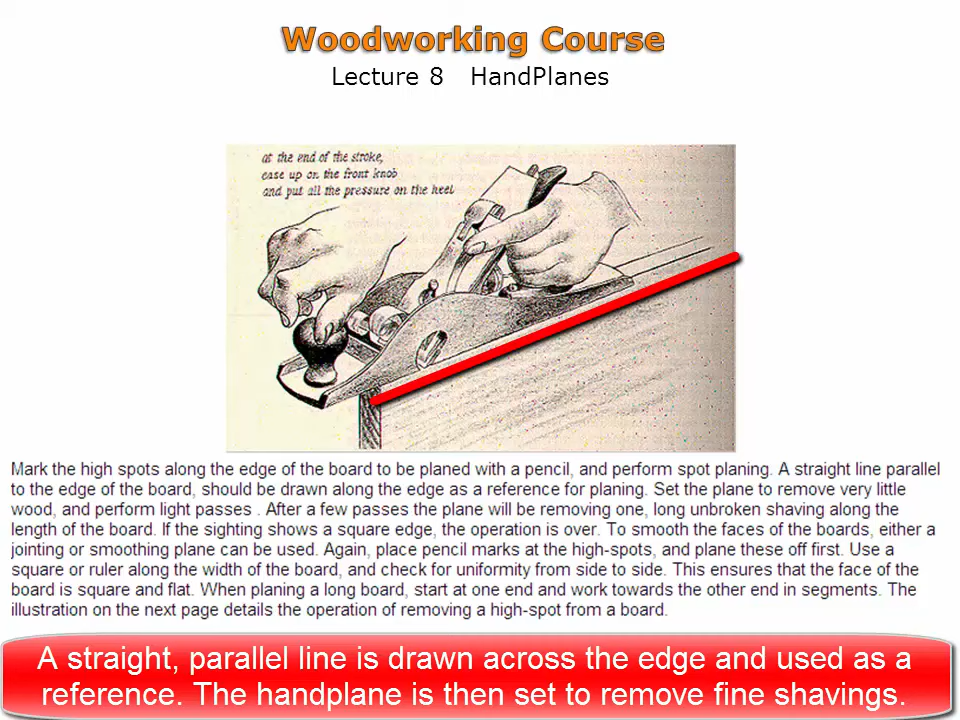 Woodworking Course
Lecture 8 HandPlanes
at the end of the stroke,
ease up on the front knob
and put all the pressure on the heel
Mark the high spots along the edge of the board to be planed with a pencil, and perform spot planing. A straight line parallel
to the edge of the board, should be drawn along the edge as a reference for planing. Set the plane to remove very little
wood, and perform light passes . After a few passes the plane will be removing one, long unbroken shaving along the
length of the board. If the sighting shows a square edge, the operation is over. To smooth the faces of the boards, either a
jointing or smoothing plane can be used. Again, place pencil marks at the high-spots, and plane these off first. Use a
square or ruler along the width of the board, and check for uniformity from side to side. This ensures that the face of the
board is square and flat. When planing a long board, start at one end and work towards the other end in segments. The
illustration on the next page details the operation of removing a high-spot from a board.
A straight, parallel line is drawn across the edge and used as a
reference. The handplane is then set to remove fine shavings.